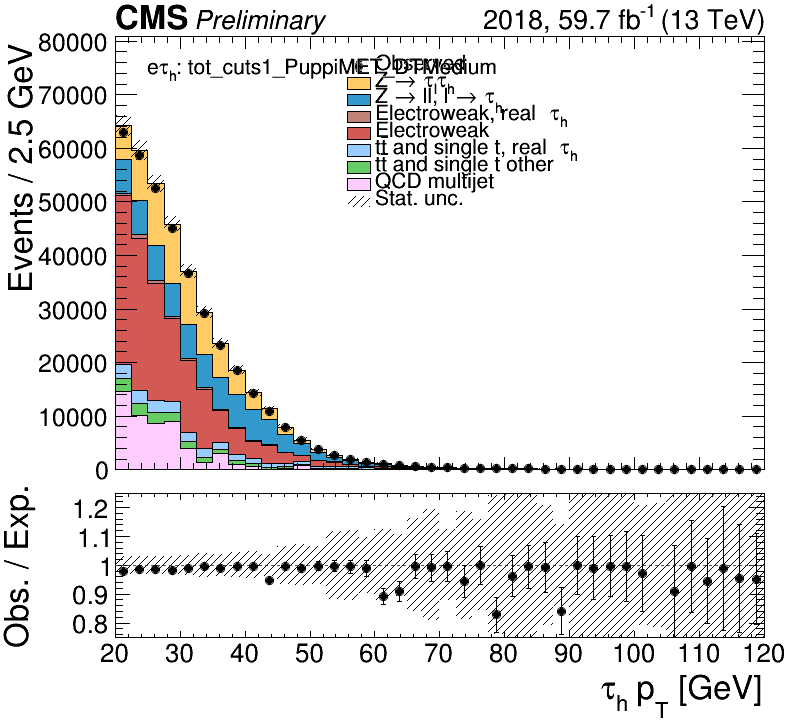 CMS Preliminary 2018, 59.7 fb⁻¹ (13 TeV)
Events / 2.5 GeV
80000
70000
60000
50000
40000
30000
20000
10000
0
eτh: tot_cuts1_PuppiMET_DTMedium
Observed
Z → τlτh
Z → ll, l → τh
Electroweak, real τh
Electroweak
tt and single t, real τh
tt and single t other
QCD multijet
Stat. unc.
Obs. / Exp.
1.2
1.1
1
0.9
0.8
20 30 40 50 60 70 80 90 100 110 120
τh pT [GeV]